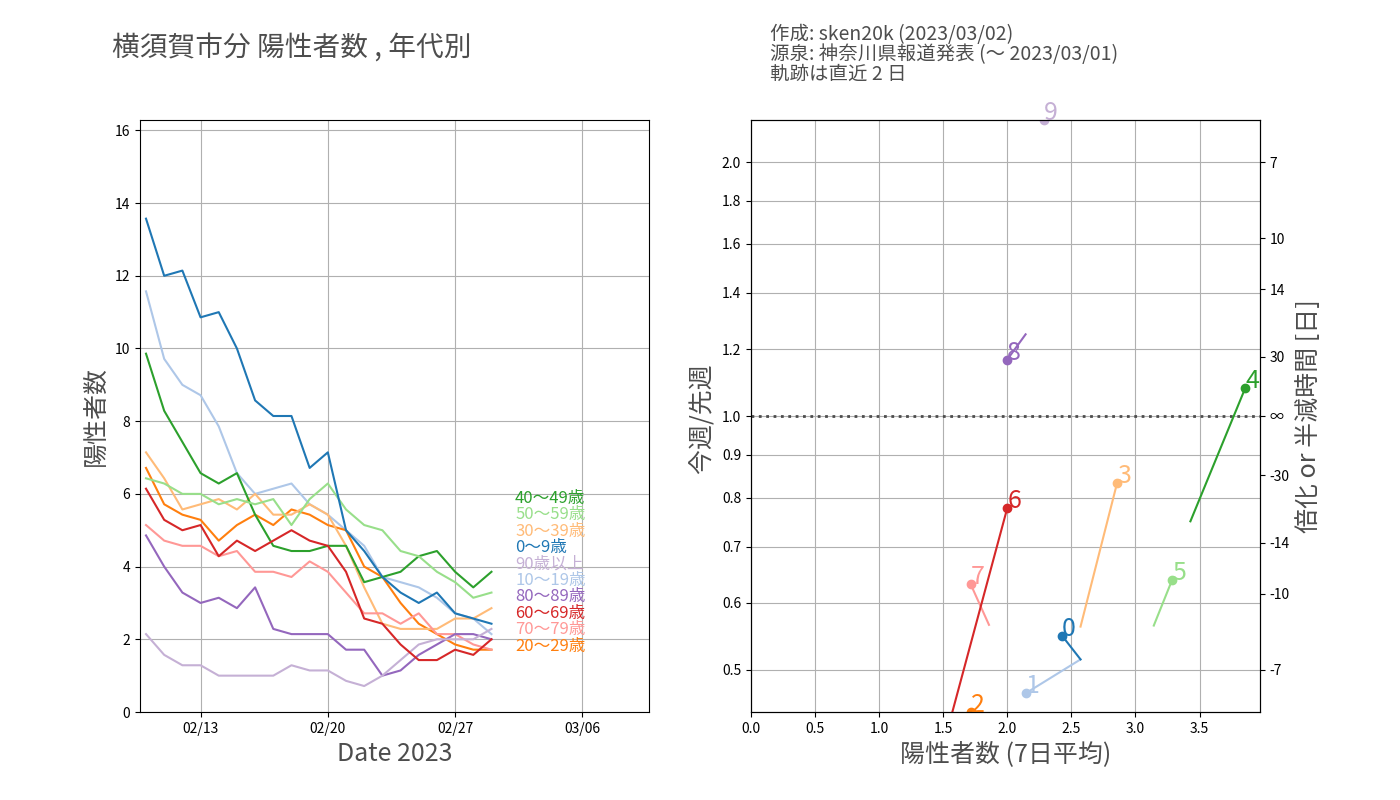 横須賀市分 陽性者数 , 年代別
作成: sken20k (2023/03/02)
源泉: 神奈川県報道発表 (～ 2023/03/01)
軌跡は直近 2 日
陽性者数
16
14
12
10
8
6
4
2
0
02/13
02/20
02/27
03/06
Date 2023
40～49歳
50～59歳
30～39歳
0～9歳
90歳以上
10～19歳
80～89歳
60～69歳
70～79歳
20～29歳
今週/先週
2.0
1.8
1.6
1.4
1.2
1.0
0.9
0.8
0.7
0.6
0.5
9
8
4
3
6
7
5
0
1
2
0.0
0.5
1.0
1.5
2.0
2.5
3.0
3.5
陽性者数 (7日平均)
7
10
14
30
∞
-30
-14
-10
-7
倍化 or 半減時間 [日]